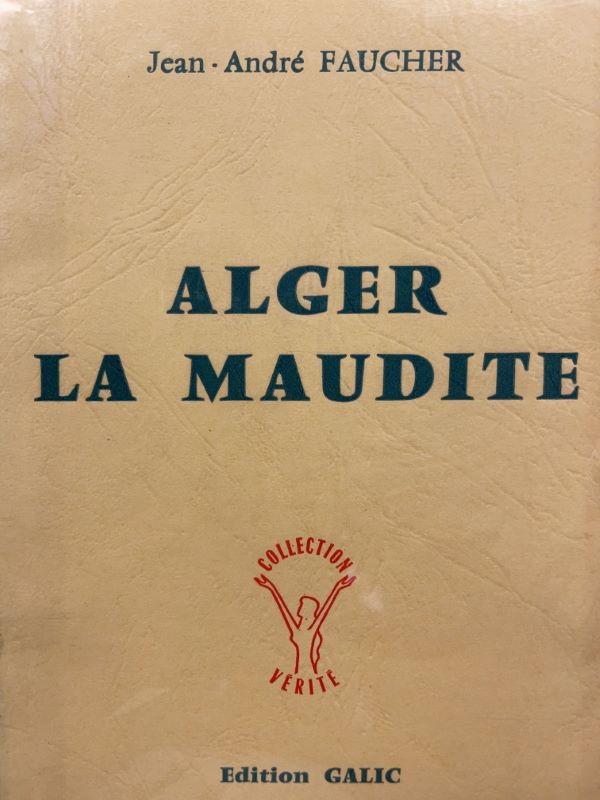 Jean-André FAUCHER
ALGER
LA MAUDITE
COLLECTION
VÉRITÉ
Edition GALIC